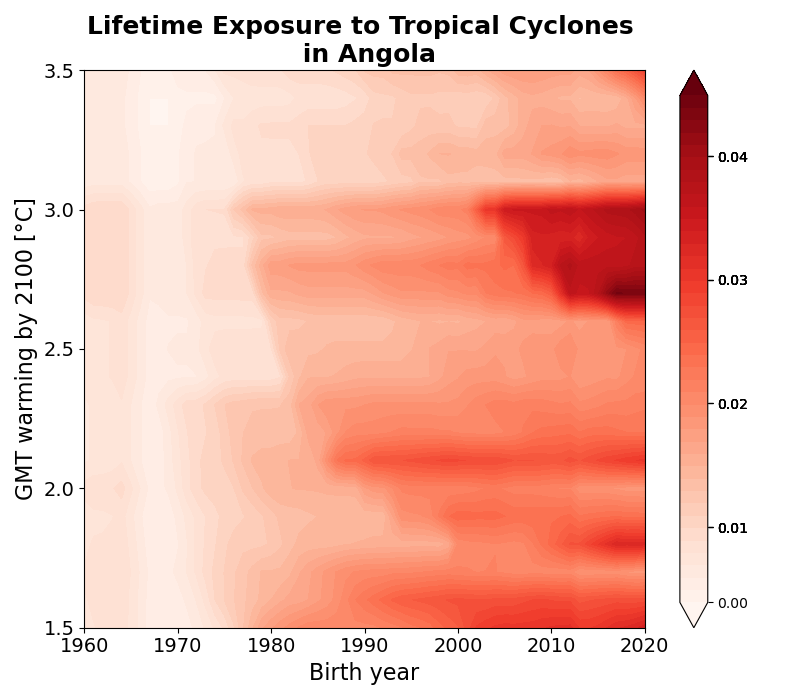 Lifetime Exposure to Tropical Cyclones
in Angola
3.5
3.0
2.5
2.0
1.5
GMT warming by 2100 [°C]
1960 1970 1980 1990 2000 2010 2020
Birth year
0.04
0.03
0.02
0.01
0.00